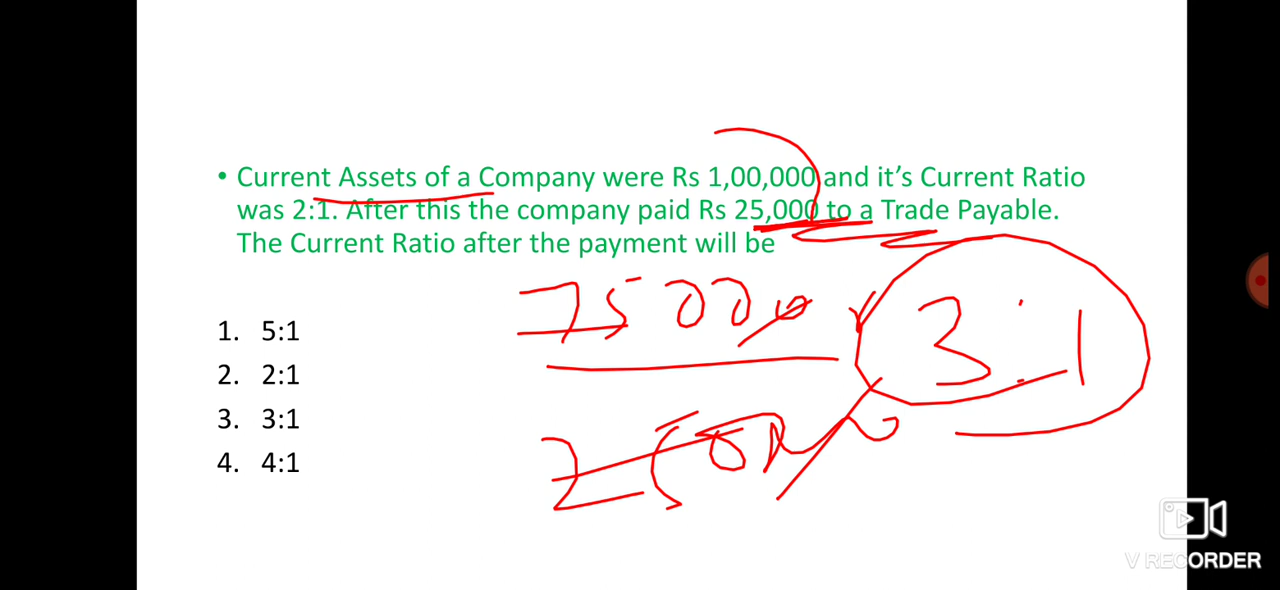 • Current Assets of a Company were Rs 1,00,000 and it's Current Ratio
was 2:1. After this the company paid Rs 25,000 to a Trade Payable.
The Current Ratio after the payment will be
1. 5:1
2. 2:1
3. 3:1
4. 4:1
75000
25000
3:1
V RECORDER